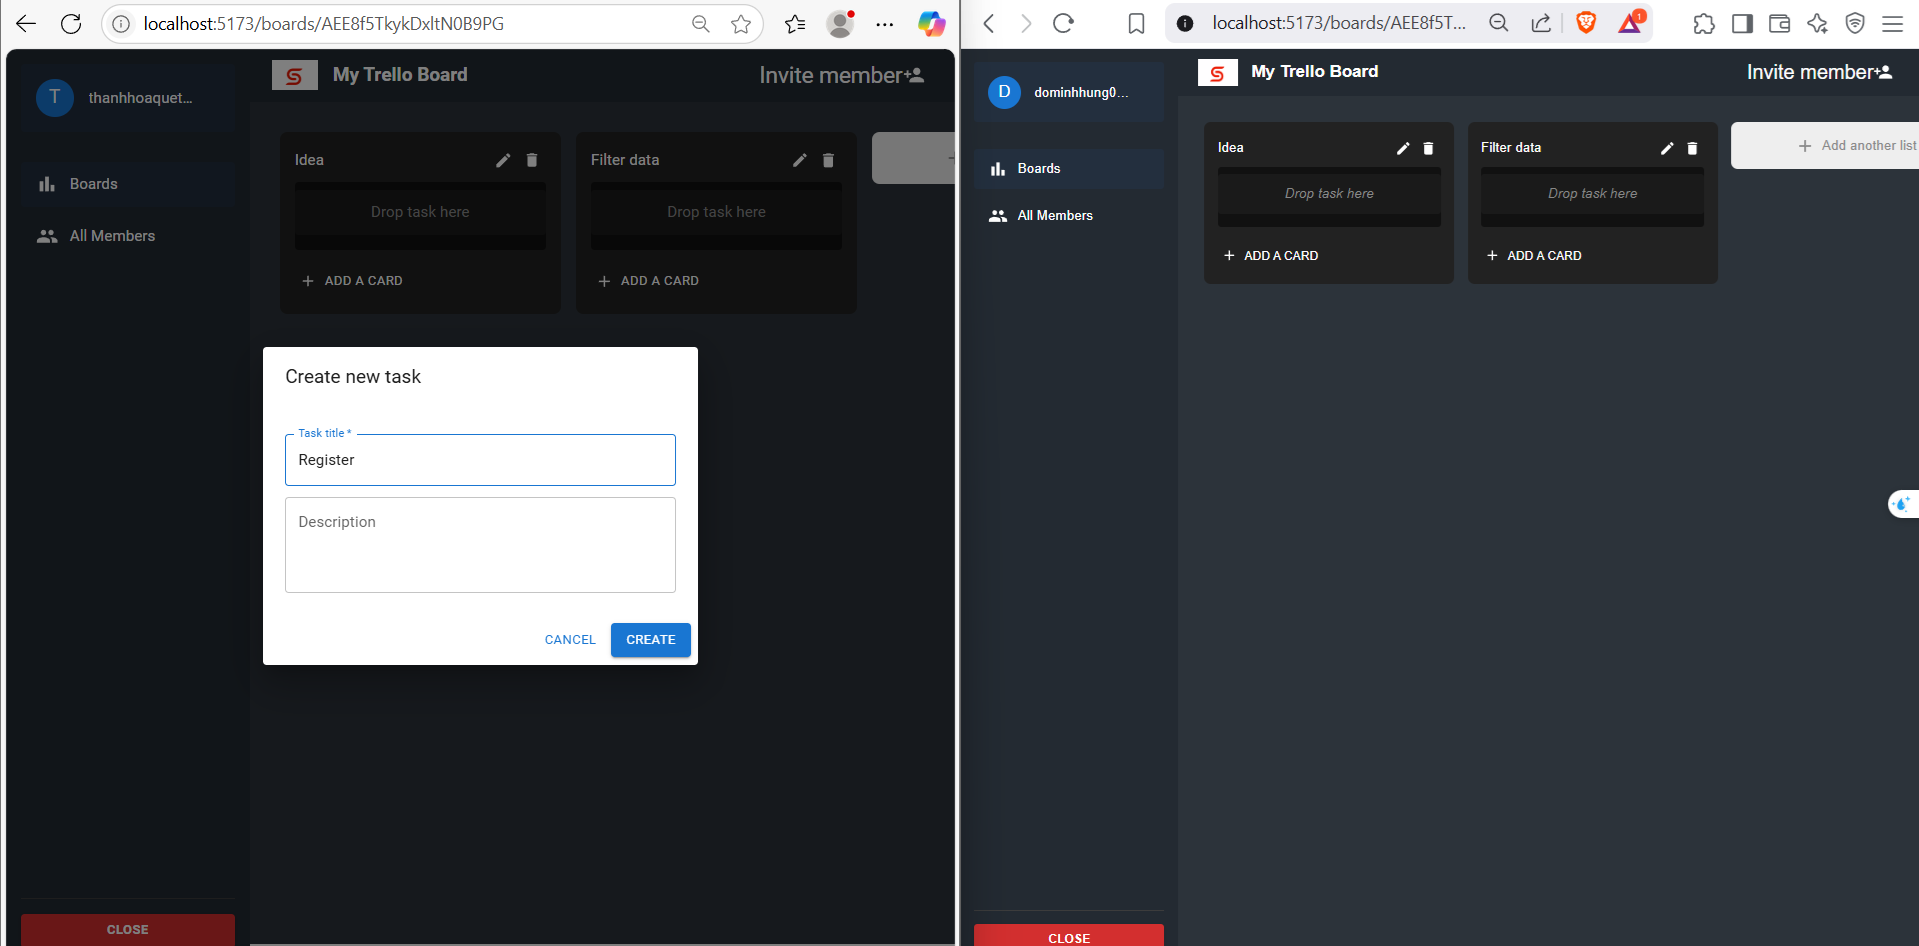 localhost:5173/boards/AEE8f5TkykDxltN0B9PG
T
thanhhoaquet...
Boards
All Members
CLOSE
My Trello Board
Invite member
Idea
Drop task here
ADD A CARD
Filter data
Drop task here
ADD A CARD
Create new task
Task title *
Register
Description
CANCEL
CREATE
localhost:5173/boards/AEE8f5T...
1
D
dominhhung0...
Boards
All Members
CLOSE
My Trello Board
Invite member
Idea
Drop task here
ADD A CARD
Filter data
Drop task here
ADD A CARD
Add another list